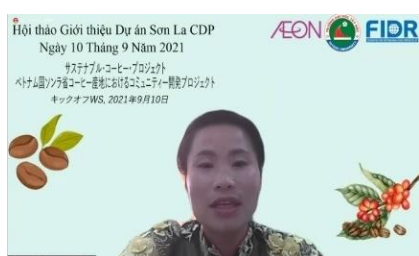 Hội thảo Giới thiệu Dự án Sơn La CDP
Ngày 10 Tháng 9 Năm 2021
サステナブル・コーヒー・プロジェクト
ベトナム国ソンラ省コーヒー産地におけるコミュニティー開発プロジェクト
キックオフWS, 2021年9月10日
ÆON
FIDR